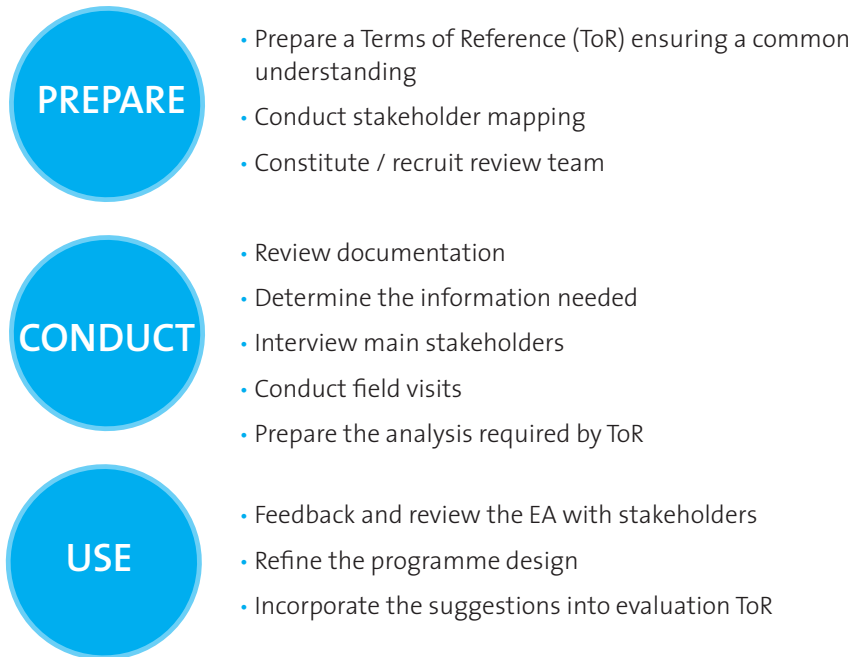 PREPARE
• Prepare a Terms of Reference (ToR) ensuring a common
understanding
• Conduct stakeholder mapping
• Constitute / recruit review team
CONDUCT
• Review documentation
• Determine the information needed
• Interview main stakeholders
• Conduct field visits
• Prepare the analysis required by ToR
USE
• Feedback and review the EA with stakeholders
• Refine the programme design
• Incorporate the suggestions into evaluation ToR